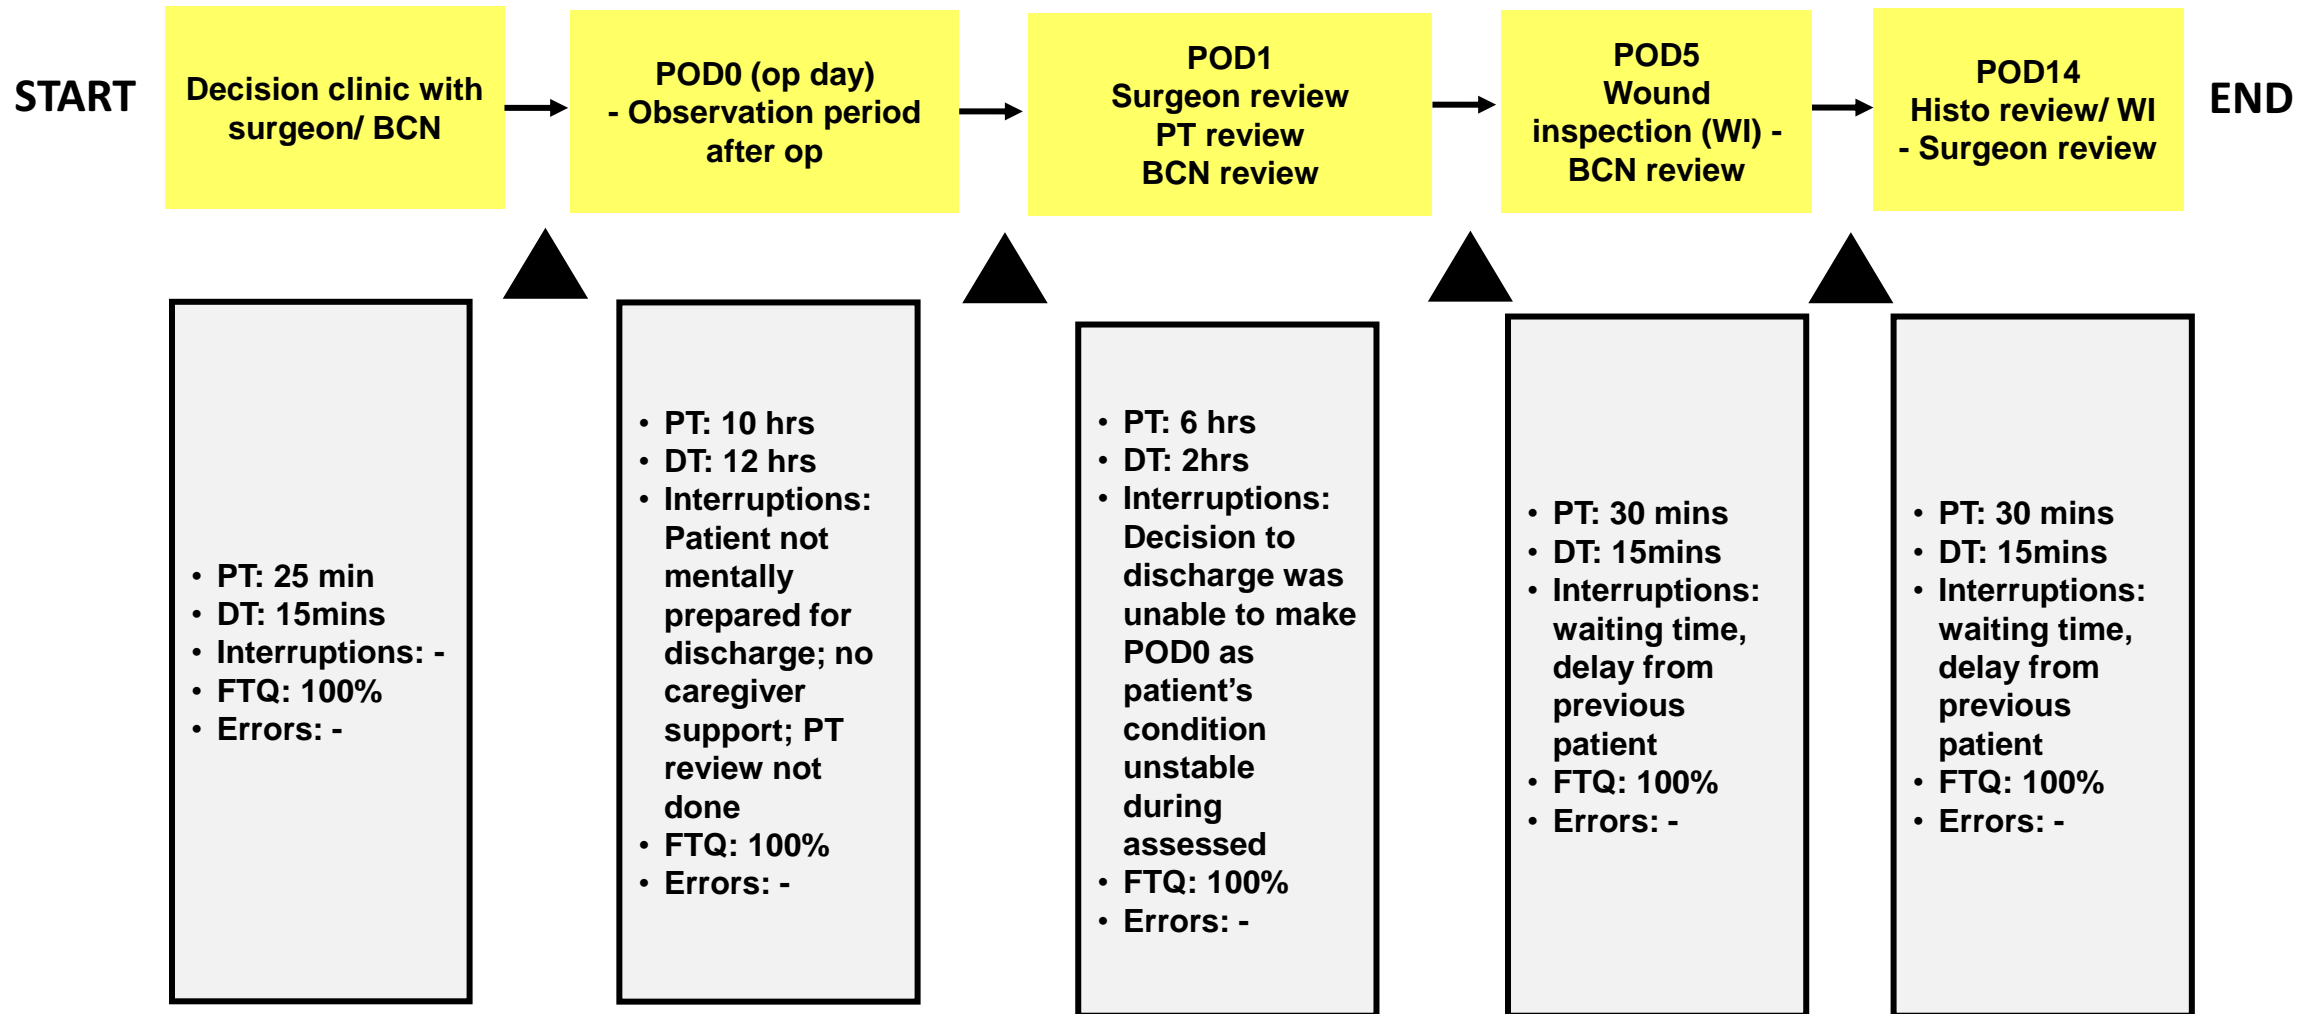 START
Decision clinic with
surgeon/ BCN
POD0 (op day)
- Observation period
after op
POD1
Surgeon review
PT review
BCN review
POD5
Wound
inspection (WI) -
BCN review
POD14
Histo review/ WI
- Surgeon review
END
• PT: 25 min
• DT: 15mins
• Interruptions: -
• FTQ: 100%
• Errors: -
• PT: 10 hrs
• DT: 12 hrs
• Interruptions:
Patient not
mentally
prepared for
discharge; no
caregiver
support; PT
review not
done
• FTQ: 100%
• Errors: -
• PT: 6 hrs
• DT: 2hrs
• Interruptions:
Decision to
discharge was
unable to make
POD0 as
patient’s
condition
unstable
during
assessed
• FTQ: 100%
• Errors: -
• PT: 30 mins
• DT: 15mins
• Interruptions:
waiting time,
delay from
previous
patient
• FTQ: 100%
• Errors: -
• PT: 30 mins
• DT: 15mins
• Interruptions:
waiting time,
delay from
previous
patient
• FTQ: 100%
• Errors: -